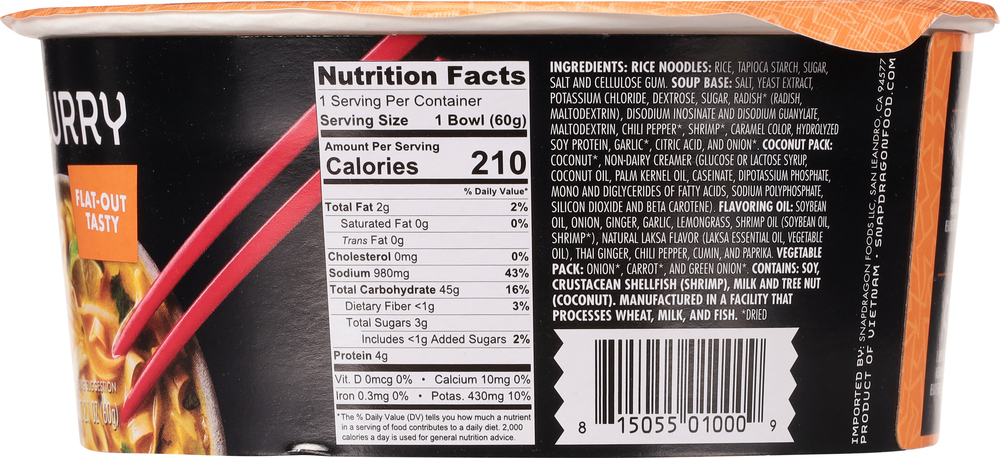 URRY
FLAT-OUT
TASTY
(60g)
Nutrition Facts
1 Serving Per Container
Serving Size 1 Bowl (60g)
Amount Per Serving
Calories 210
% Daily Value*
Total Fat 2g 2%
Saturated Fat 0g 0%
Trans Fat 0g
Cholesterol 0mg 0%
Sodium 980mg 43%
Total Carbohydrate 45g 16%
Dietary Fiber <1g 3%
Total Sugars 3g
Includes <1g Added Sugars 2%
Protein 4g
Vit. D 0mcg 0% • Calcium 10mg 0%
Iron 0.3mg 0% • Potas. 430mg 10%
*The % Daily Value (DV) tells you how much a nutrient
in a serving of food contributes to a daily diet. 2,000
calories a day is used for general nutrition advice.
INGREDIENTS: RICE NOODLES: RICE, TAPIOCA STARCH, SUGAR,
SALT AND CELLULOSE GUM. SOUP BASE: SALT, YEAST EXTRACT,
POTASSIUM CHLORIDE, DEXTROSE, SUGAR, RADISH* (RADISH,
MALTODEXTRIN), DISODIUM INOSINATE AND DISODIUM GUANYLATE,
MALTODEXTRIN, CHILI PEPPER*, SHRIMP*, CARAMEL COLOR, HYDROLYZED
SOY PROTEIN, GARLIC*, CITRIC ACID, AND ONION*. COCONUT PACK:
COCONUT*, NON-DAIRY CREAMER (GLUCOSE OR LACTOSE SYRUP,
COCONUT OIL, PALM KERNEL OIL, CASEINATE, DIPOTASSIUM PHOSPHATE,
MONO AND DIGLYCERIDES OF FATTY ACIDS, SODIUM POLYPHOSPHATE,
SILICON DIOXIDE AND BETA CAROTENE). FLAVORING OIL: SOYBEAN
OIL, ONION, GINGER, GARLIC, LEMONGRASS, SHRIMP OIL (SOYBEAN OIL,
SHRIMP*), NATURAL LAKSA FLAVOR (LAKSA ESSENTIAL OIL, VEGETABLE
OIL), THAI GINGER, CHILI PEPPER, CUMIN, AND PAPRIKA. VEGETABLE
PACK: ONION*, CARROT*, AND GREEN ONION*. CONTAINS: SOY,
CRUSTACEAN SHELLFISH (SHRIMP), MILK AND TREE NUT
(COCONUT). MANUFACTURED IN A FACILITY THAT
PROCESSES WHEAT, MILK, AND FISH. *DRIED
8 15055 01000 9
IMPORTED BY: SNAPDRAGON FOODS LLC, SAN LEANDRO, CA 94577
PRODUCT OF VIETNAM • SNAPDRAGONFOOD.COM